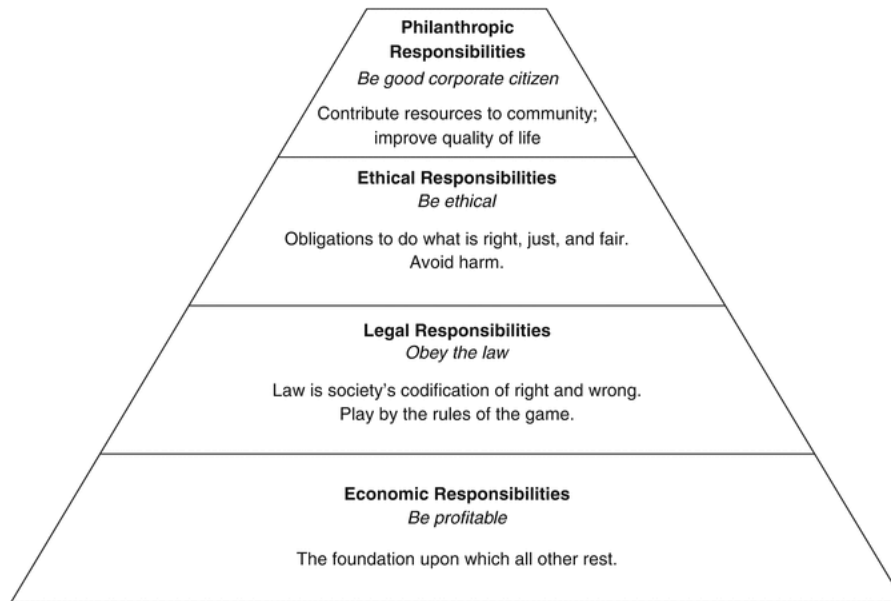 Philanthropic
Responsibilities
Be good corporate citizen
Contribute resources to community;
improve quality of life
Ethical Responsibilities
Be ethical
Obligations to do what is right, just, and fair.
Avoid harm.
Legal Responsibilities
Obey the law
Law is society's codification of right and wrong.
Play by the rules of the game.
Economic Responsibilities
Be profitable
The foundation upon which all other rest.